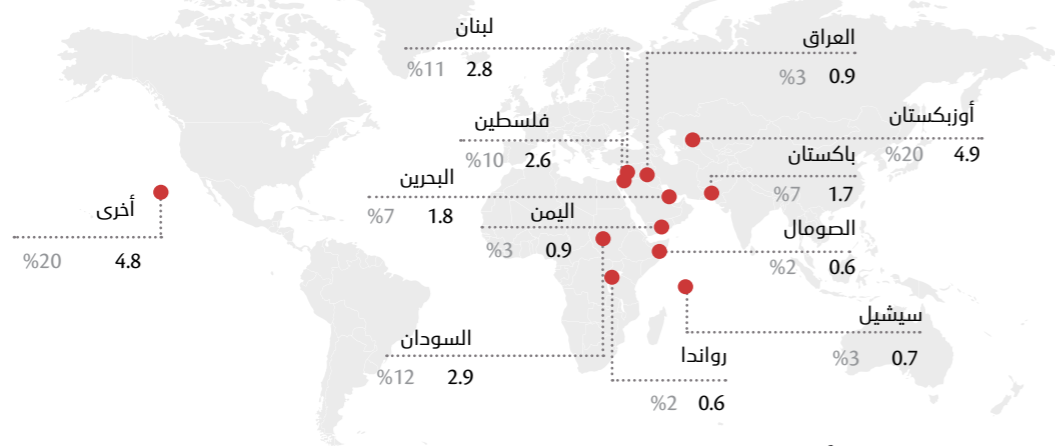 لبنان
2.8 %11
العراق
0.9 %3
فلسطين
2.6 %10
أوزبكستان
4.9 %20
باكستان
1.7 %7
البحرين
1.8 %7
أخرى
4.8 %20
اليمن
0.9 %3
الصومال
0.6 %2
سيشيل
0.7 %3
السودان
2.9 %12
رواندا
0.6 %2